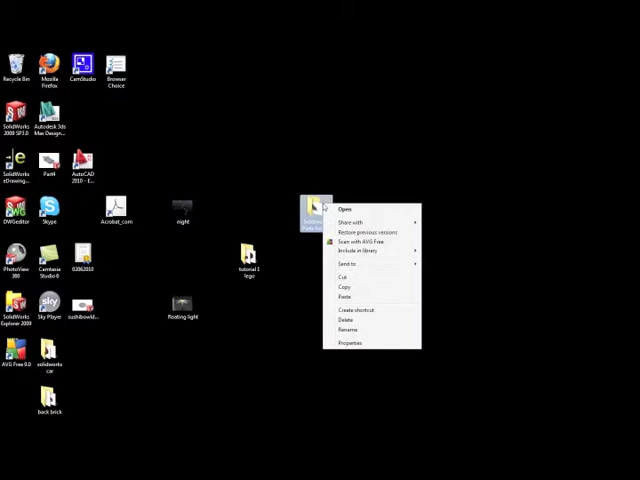 Recycle Bin
Mozilla
Firefox
CamStudio
Browser
Choice
SolidWorks
2009 SP3.0
Autodesk 3ds
Max Design...
SolidWorks
eDrawing...
Part4
AutoCAD
2010 - E...
DWGeditor
Skype
Acrobat_com
night
PhotoView
360
Camtasia
Studio 6
03062010
tutorial 1
lego
SolidWorks
Explorer 2009
Sky Player
sushibowld...
floating light
AVG Free 9.0
solidworks
car
back brick
Open
Share with
Restore previous versions
Scan with AVG Free
Include in library
Send to
Cut
Copy
Paste
Create shortcut
Delete
Rename
Properties